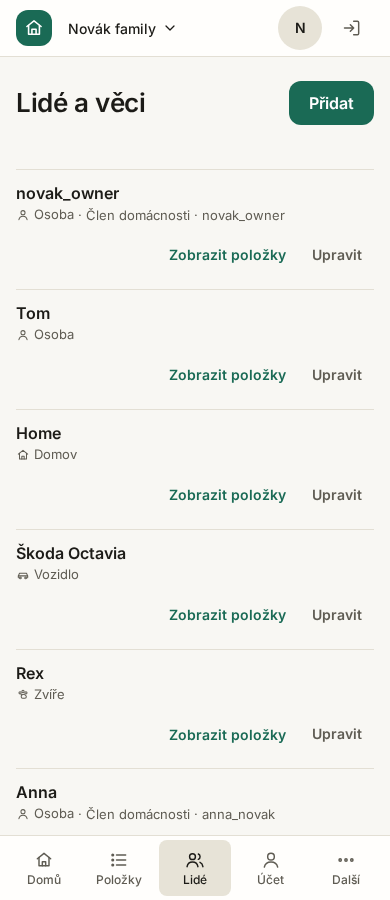 Novák family
N
Lidé a věci
Přidat
novak_owner
Osoba · Člen domácnosti · novak_owner
Zobrazit položky Upravit
Tom
Osoba
Zobrazit položky Upravit
Home
Domov
Zobrazit položky Upravit
Škoda Octavia
Vozidlo
Zobrazit položky Upravit
Rex
Zvíře
Zobrazit položky Upravit
Anna
Osoba · Člen domácnosti · anna_novak
Domů Položky Lidé Účet Další